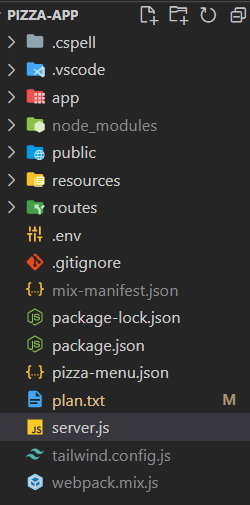 PIZZA-APP
.cspell
.vscode
app
node_modules
public
resources
routes
.env
.gitignore
mix-manifest.json
package-lock.json
package.json
pizza-menu.json
plan.txt M
server.js
tailwind.config.js
webpack.mix.js